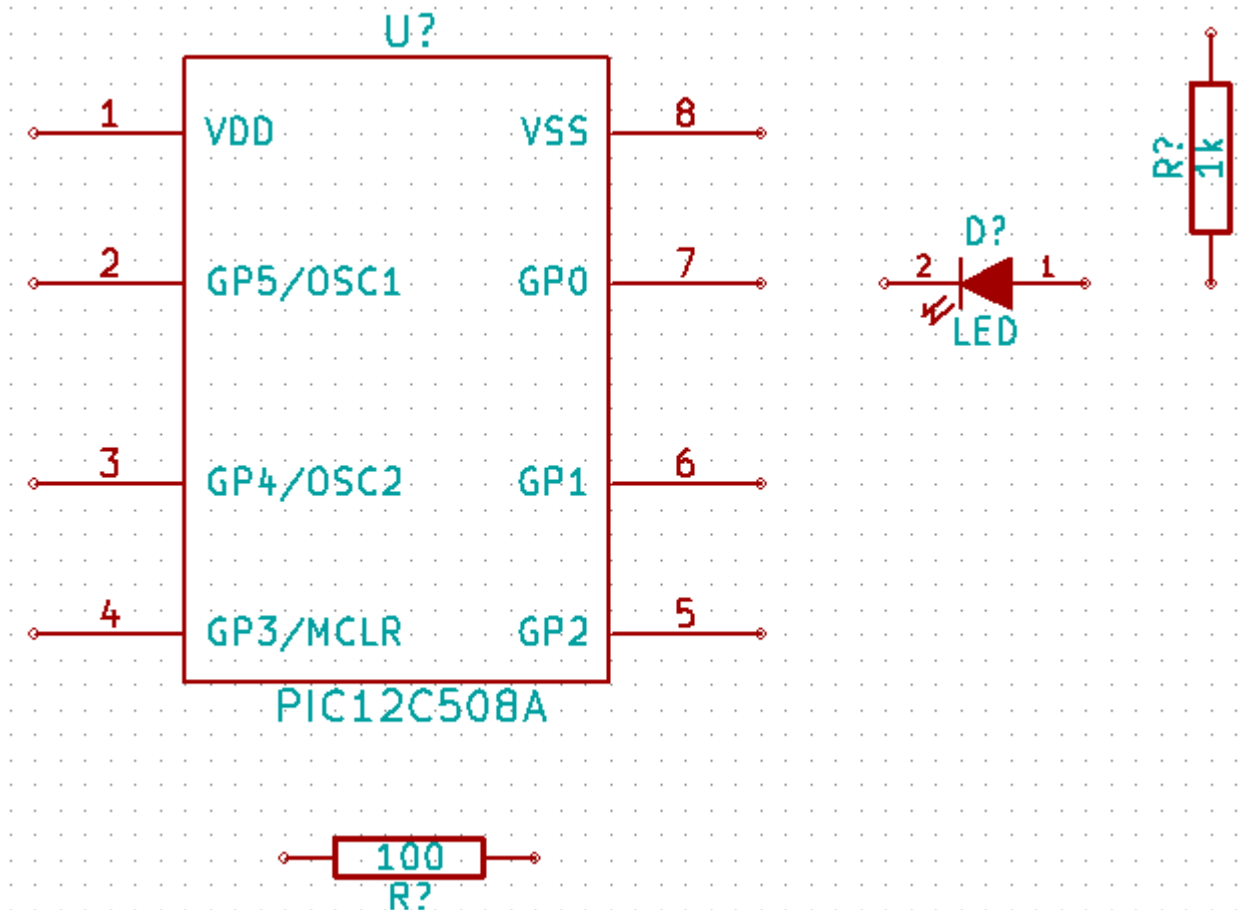 U?
1 VDD VSS 8
2 GP5/OSC1 GP0 7
3 GP4/OSC2 GP1 6
4 GP3/MCLR GP2 5
PIC12C508A
D?
2 1
LED
R?
1k
100
R?